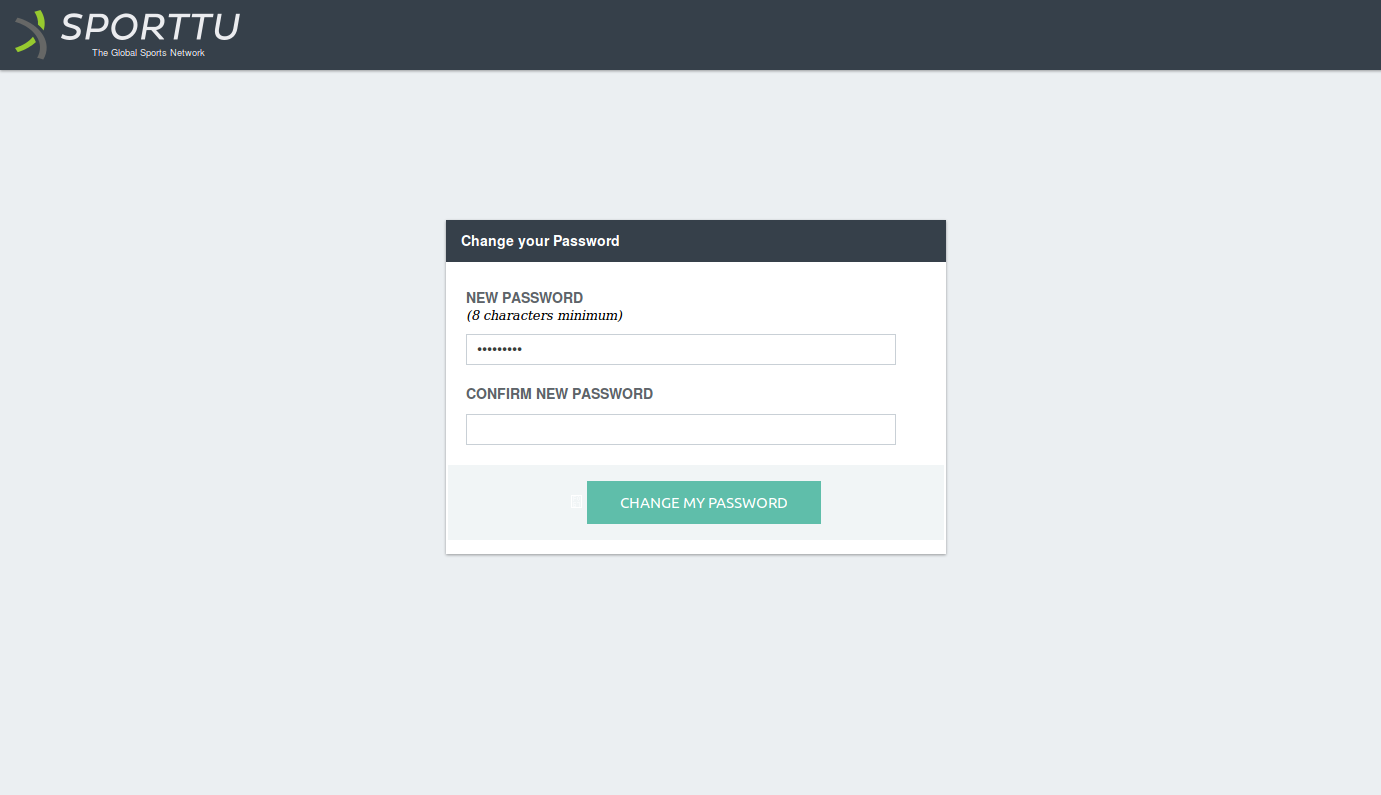 SPORTTU
The Global Sports Network
Change your Password
NEW PASSWORD
(8 characters minimum)
•••••••••
CONFIRM NEW PASSWORD
CHANGE MY PASSWORD